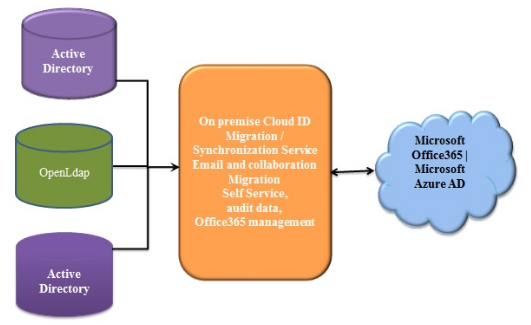 Active
Directory
OpenLdap
Active
Directory
On premise Cloud ID
Migration /
Synchronization Service
Email and collaboration
Migration
Self Service,
audit data,
Office365 management
Microsoft
Office365 |
Microsoft
Azure AD